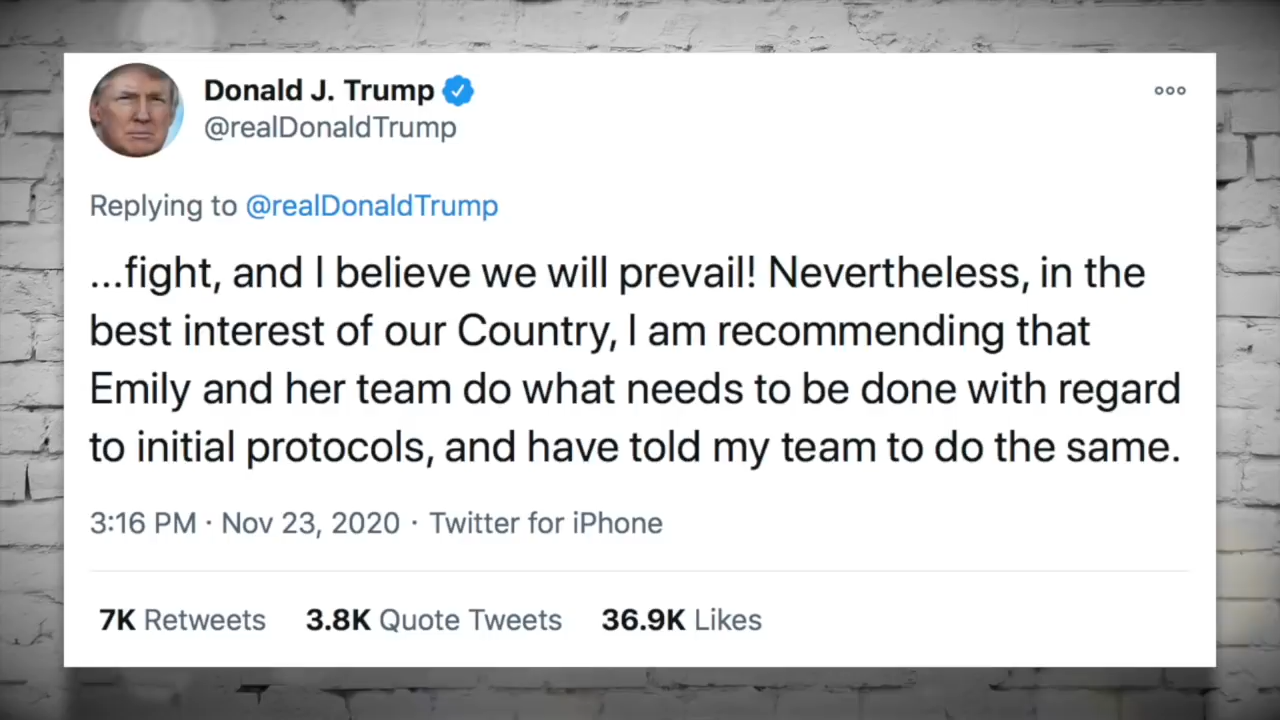 Donald J. Trump
@realDonaldTrump
Replying to @realDonaldTrump
...fight, and I believe we will prevail! Nevertheless, in the
best interest of our Country, I am recommending that
Emily and her team do what needs to be done with regard
to initial protocols, and have told my team to do the same.
3:16 PM · Nov 23, 2020 · Twitter for iPhone
7K Retweets 3.8K Quote Tweets 36.9K Likes